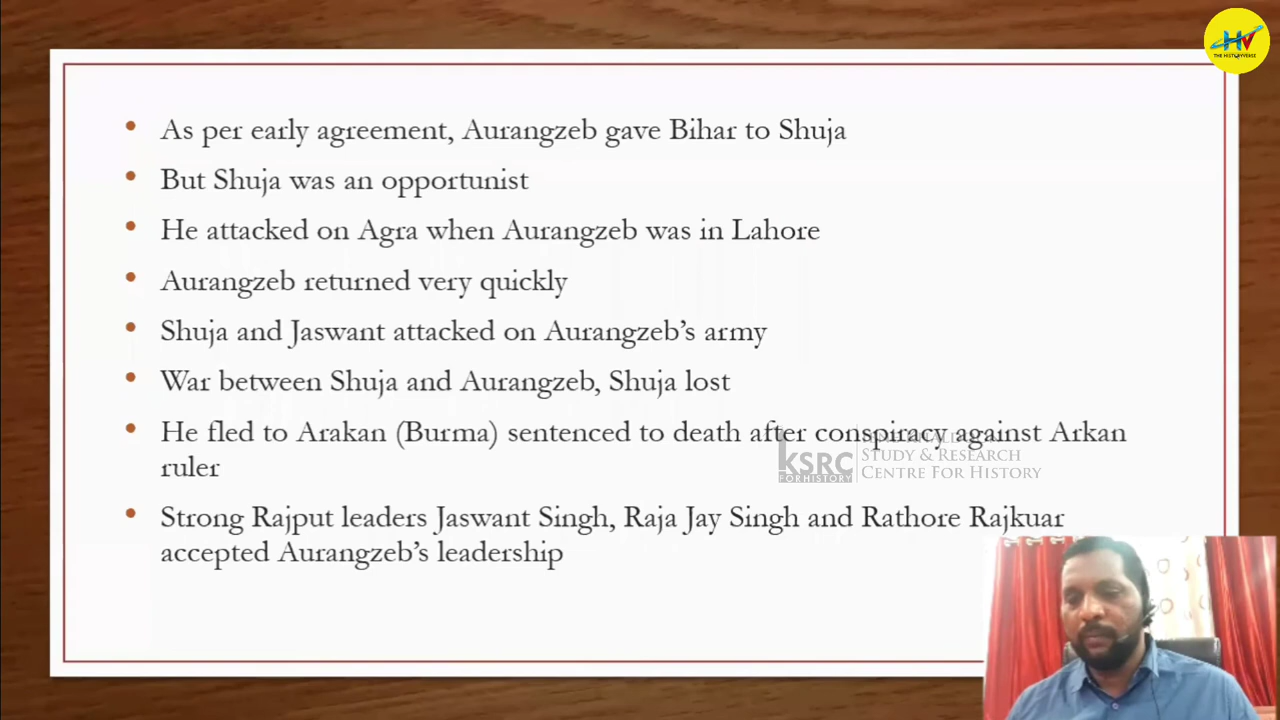 HV
THE HISTORYVERSE
As per early agreement, Aurangzeb gave Bihar to Shuja
But Shuja was an opportunist
He attacked on Agra when Aurangzeb was in Lahore
Aurangzeb returned very quickly
Shuja and Jaswant attacked on Aurangzeb’s army
War between Shuja and Aurangzeb, Shuja lost
He fled to Arakan (Burma) sentenced to death after conspiracy against Arkan
ruler
KSRC
FOR HISTORY
STUDY & RESEARCH
CENTRE FOR HISTORY
Strong Rajput leaders Jaswant Singh, Raja Jay Singh and Rathore Rajkuar
accepted Aurangzeb’s leadership